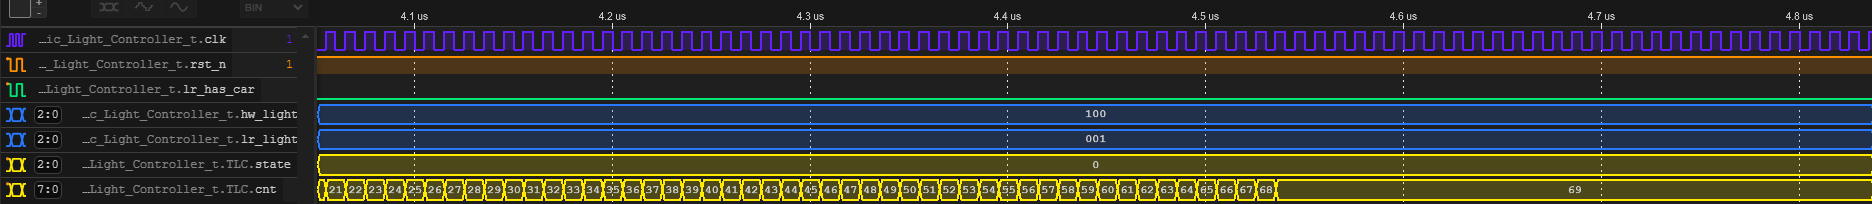 BIN
4.1 us 4.2 us 4.3 us 4.4 us 4.5 us 4.6 us 4.7 us 4.8 us
…ic_Light_Controller_t.clk 1
…_Light_Controller_t.rst_n 1
…Light_Controller_t.lr_has_car
2:0 …c_Light_Controller_t.hw_light 100
2:0 …c_Light_Controller_t.lr_light 001
2:0 …Light_Controller_t.TLC.state 0
7:0 …Light_Controller_t.TLC.cnt 21 22 23 24 25 26 27 28 29 30 31 32 33 34 35 36 37 38 39 40 41 42 43 44 45 46 47 48 49 50 51 52 53 54 55 56 57 58 59 60 61 62 63 64 65 66 67 68 69